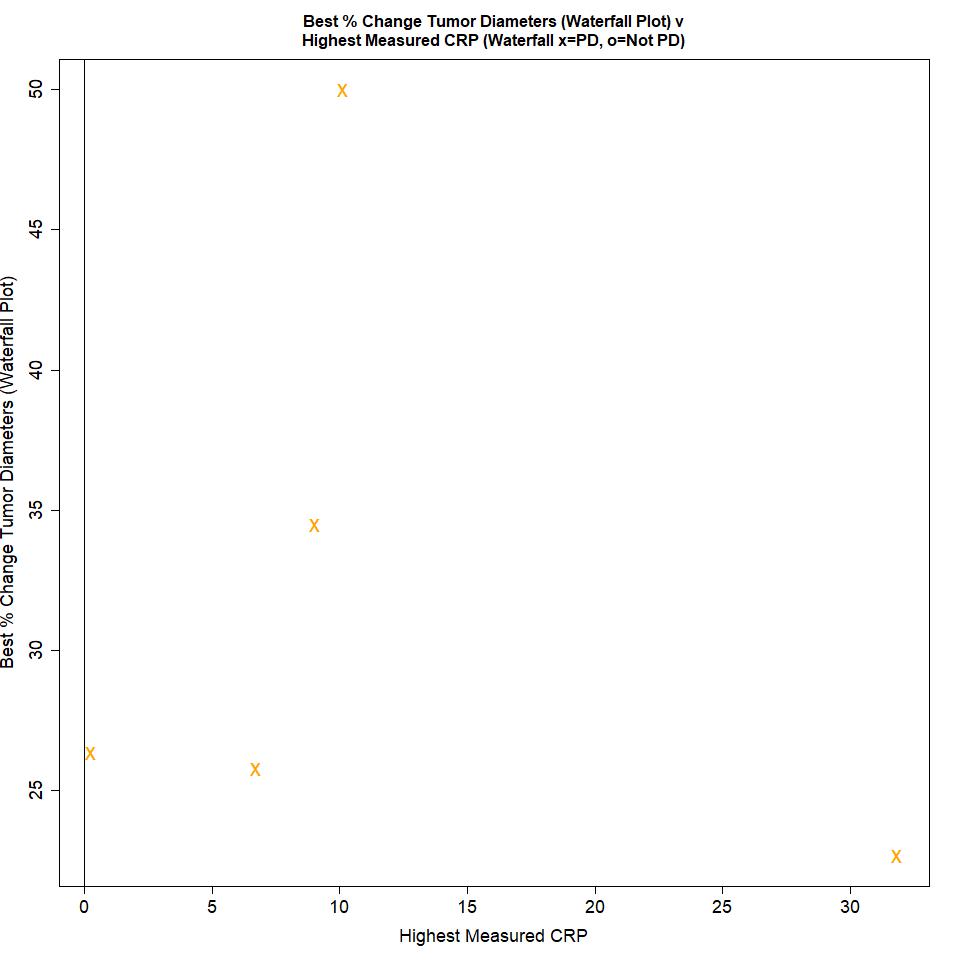 Best % Change Tumor Diameters (Waterfall Plot) v
Highest Measured CRP (Waterfall x=PD, o=Not PD)
Best % Change Tumor Diameters (Waterfall Plot)
50
45
40
35
30
25
X
X
X
X
X
0 5 10 15 20 25 30
Highest Measured CRP